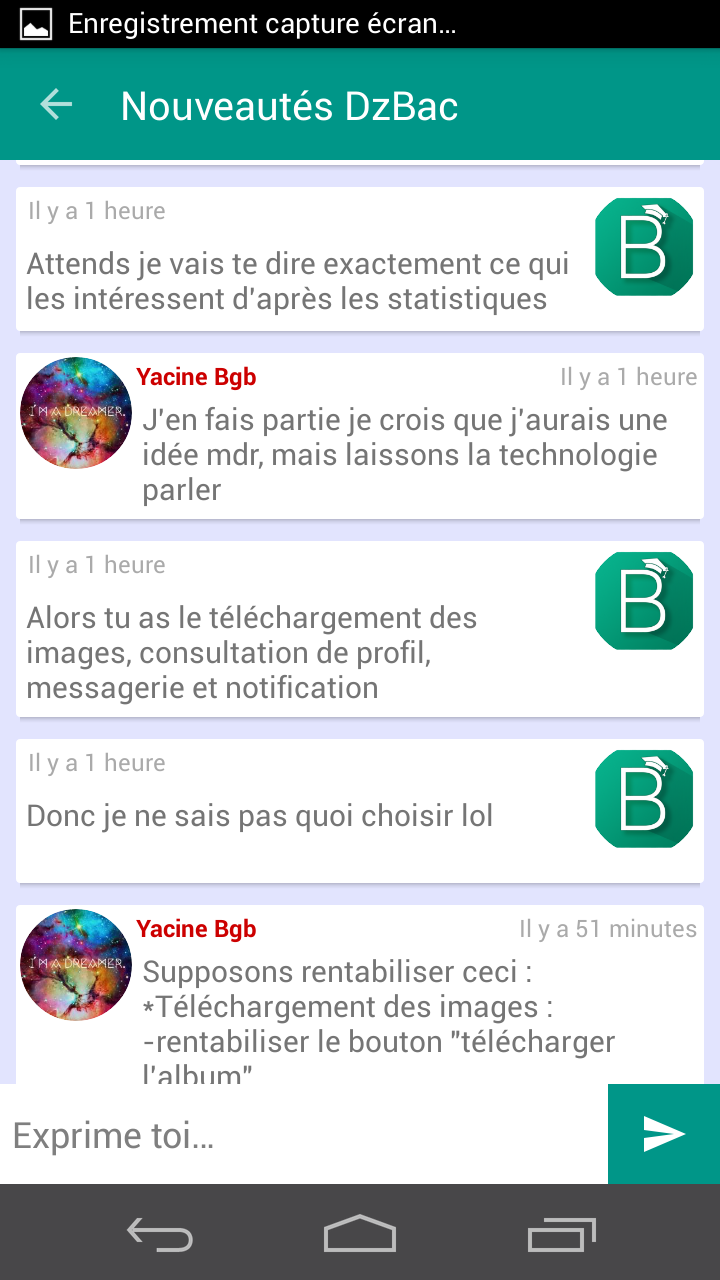 Enregistrement capture écran...
Nouveautés DzBac
Il y a 1 heure
B
Attends je vais te dire exactement ce qui
les intéressent d'après les statistiques
Yacine Bgb
Il y a 1 heure
I'M A DREAMER.
J'en fais partie je crois que j'aurais une
idée mdr, mais laissons la technologie
parler
Il y a 1 heure
B
Alors tu as le téléchargement des
images, consultation de profil,
messagerie et notification
Il y a 1 heure
B
Donc je ne sais pas quoi choisir lol
Yacine Bgb
Il y a 51 minutes
I'M A DREAMER.
Supposons rentabiliser ceci :
*Téléchargement des images :
-rentabiliser le bouton "télécharger
l'album"
Exprime toi...